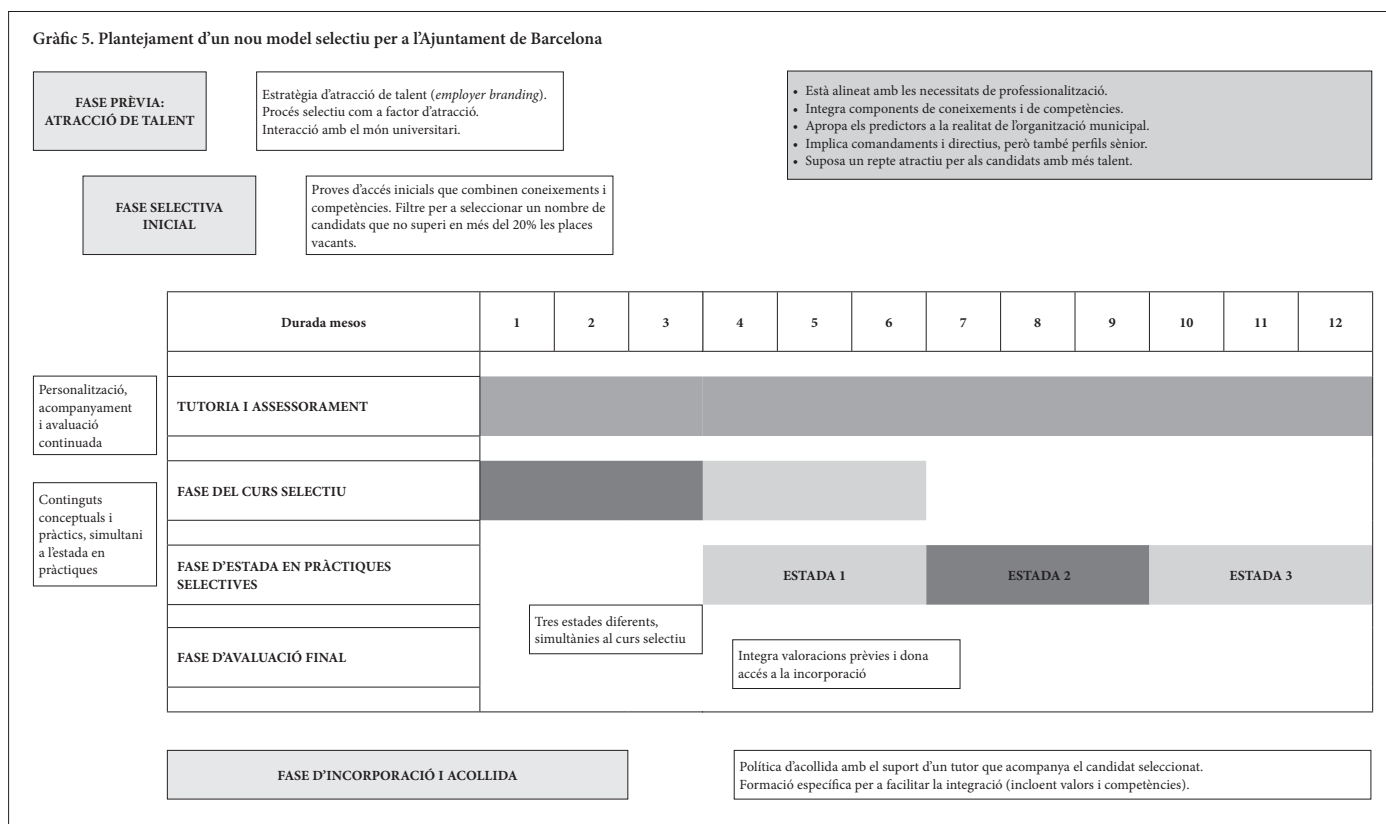 Gràfic 5. Plantejament d'un nou model selectiu per a l'Ajuntament de Barcelona
FASE PRÈVIA:
ATRACCIÓ DE TALENT
Estratègia d'atracció de talent (employer branding).
Procés selectiu com a factor d'atracció.
Interacció amb el món universitari.
• Està alineat amb les necessitats de professionalització.
• Integra components de coneixements i de competències.
• Apropa els predictors a la realitat de l'organització municipal.
• Implica comandaments i directius, però també perfils sènior.
• Suposa un repte atractiu per als candidats amb més talent.
FASE SELECTIVA
INICIAL
Proves d'accés inicials que combinen coneixements i
competències. Filtre per a seleccionar un nombre de
candidats que no superi en més del 20% les places
vacants.
Durada mesos 1 2 3 4 5 6 7 8 9 10 11 12
Personalització,
acompanyament
i avaluació
continuada
TUTORIA I ASSESSORAMENT
FASE DEL CURS SELECTIU
Continguts
conceptuals i
pràctics, simultani
a l'estada en
pràctiques
FASE D'ESTADA EN PRÀCTIQUES
SELECTIVES
ESTADA 1 ESTADA 2 ESTADA 3
Tres estades diferents,
simultànies al curs selectiu
FASE D'AVALUACIÓ FINAL
Integra valoracions prèvies i dona
accés a la incorporació
FASE D'INCORPORACIÓ I ACOLLIDA
Política d'acollida amb el suport d'un tutor que acompanya el candidat seleccionat.
Formació específica per a facilitar la integració (incloent valors i competències).